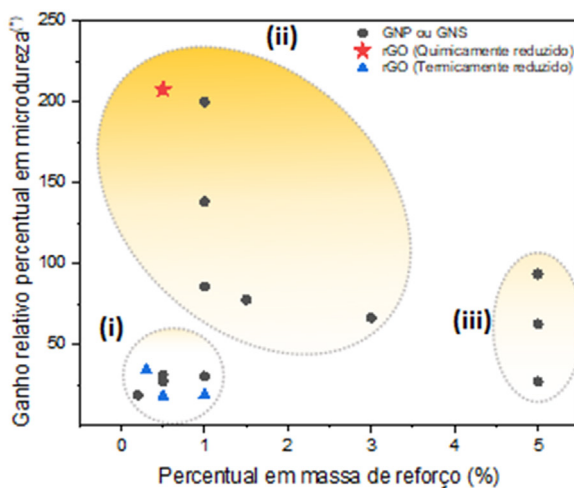 GNP ou GNS
rGO (Quimicamente reduzido)
rGO (Termicamente reduzido)
(ii)
(i)
(iii)
250
200
150
100
50
0
1
2
3
4
5
Ganho relativo percentual em microdureza(*)
Percentual em massa de reforço (%)